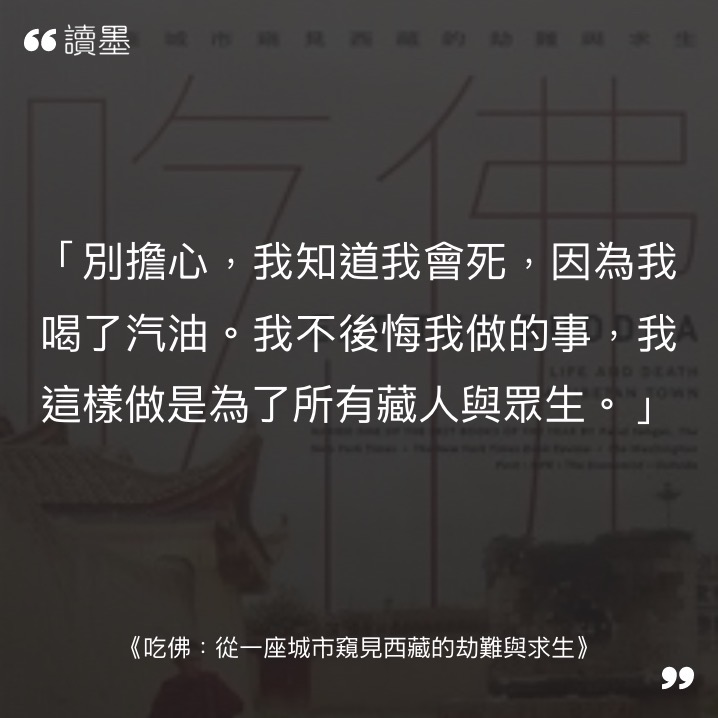 讀墨
城市窺見西藏的劫難與求生
吃佛
「別擔心，我知道我會死，因為我
喝了汽油。我不後悔我做的事，我
這樣做是為了所有藏人與眾生。」
LIFE AND DEATH
《吃佛：從一座城市窺見西藏的劫難與求生》